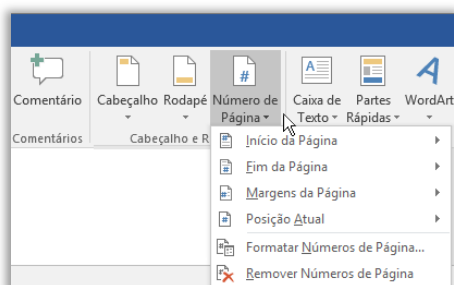 Comentário
Cabeçalho
Rodapé
Número de
Página
Caixa de
Texto
Partes
Rápidas
WordArt
Comentários
Cabeçalho e R
Início da Página
Fim da Página
Margens da Página
Posição Atual
Formatar Números de Página...
Remover Números de Página